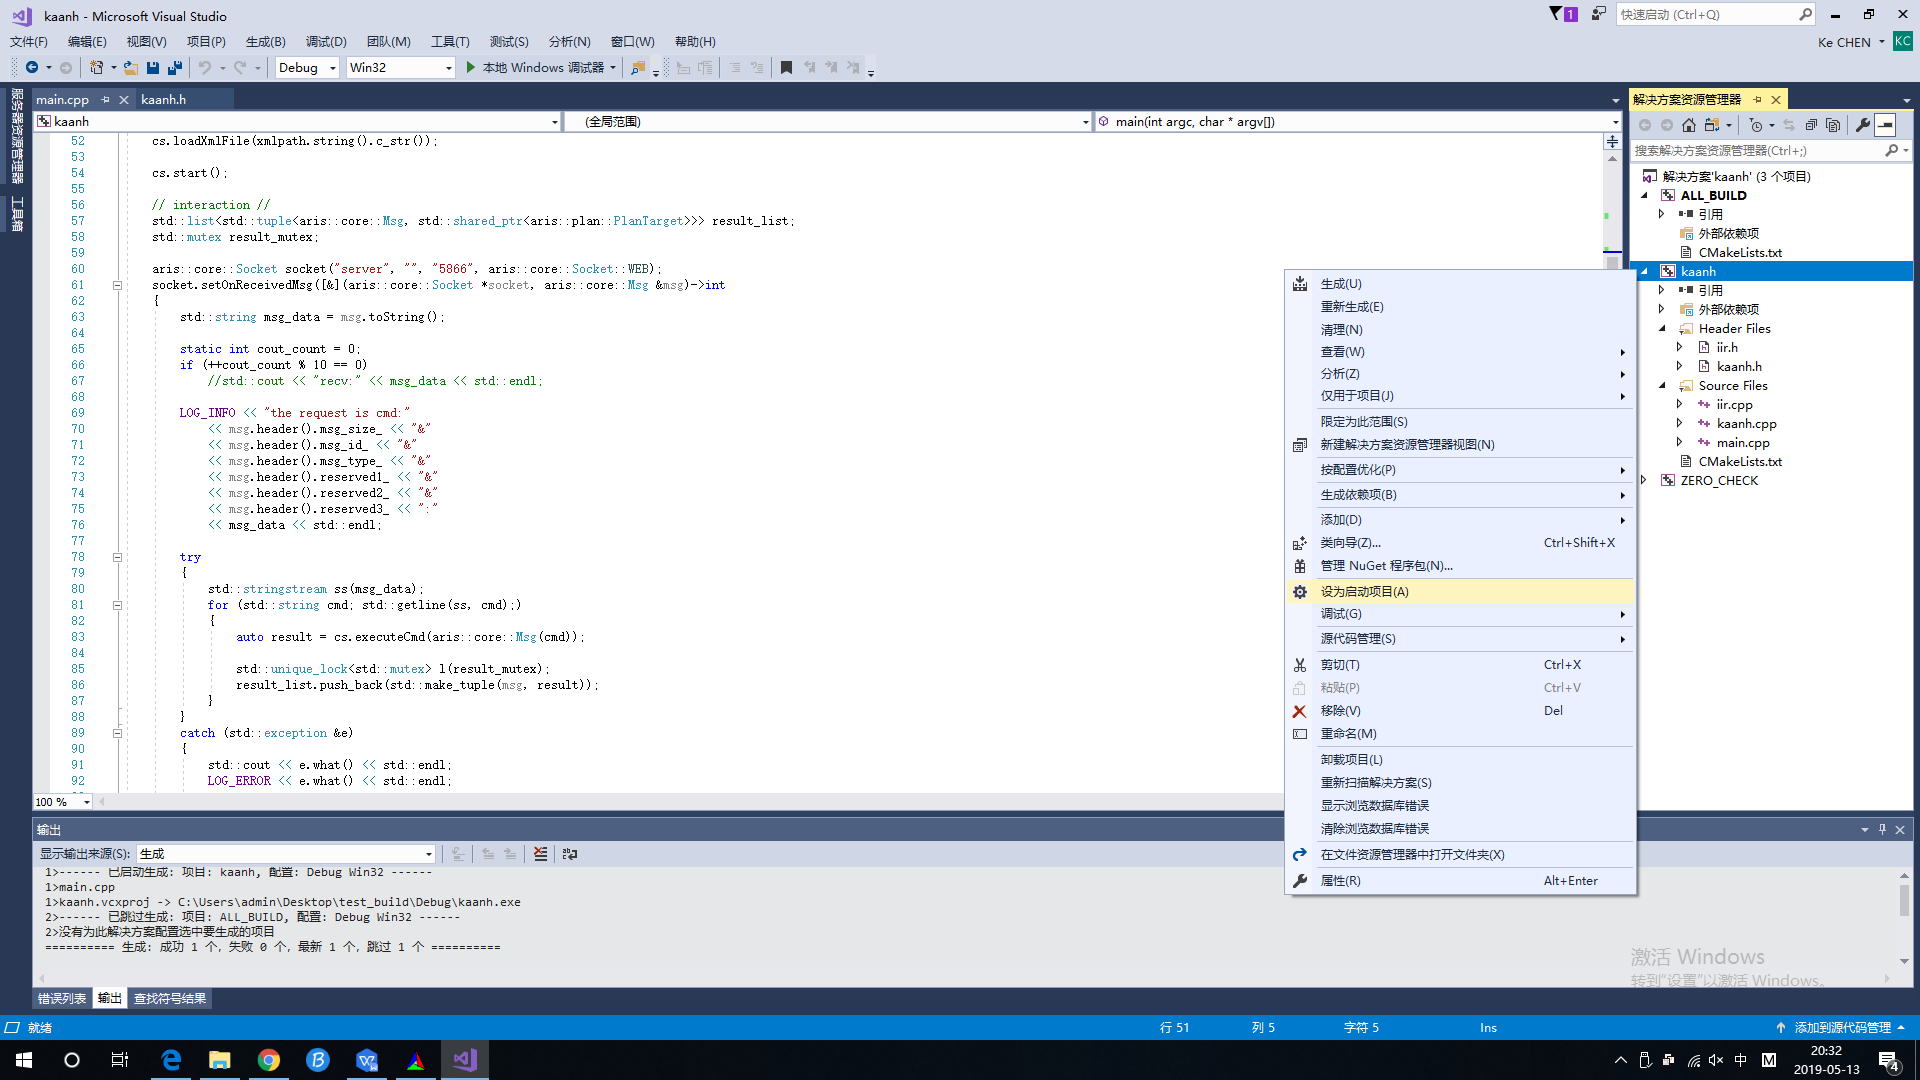 kaanh - Microsoft Visual Studio
1
快速启动 (Ctrl+Q)
文件(F) 编辑(E) 视图(V) 项目(P) 生成(B) 调试(D) 团队(M) 工具(T) 测试(S) 分析(N) 窗口(W) 帮助(H)
Ke CHEN KC
Debug Win32 本地 Windows 调试器
服务器资源管理器
工具箱
main.cpp kaanh.h
kaanh (全局范围) main(int argc, char * argv[])
52 cs.loadXmlFile(xmlpath.string().c_str());
53
54 cs.start();
55
56 // interaction //
57 std::list<std::tuple<aris::core::Msg, std::shared_ptr<aris::plan::PlanTarget>>> result_list;
58 std::mutex result_mutex;
59
60 aris::core::Socket socket("server", "", "5866", aris::core::Socket::WEB);
61 socket.setOnReceivedMsg([&](aris::core::Socket *socket, aris::core::Msg &msg)->int
62 {
63 std::string msg_data = msg.toString();
64
65 static int cout_count = 0;
66 if (++cout_count % 10 == 0)
67 //std::cout << "recv:" << msg_data << std::endl;
68
69 LOG_INFO << "the request is cmd:"
70 << msg.header().msg_size_ << "&"
71 << msg.header().msg_id_ << "&"
72 << msg.header().msg_type_ << "&"
73 << msg.header().reserved1_ << "&"
74 << msg.header().reserved2_ << "&"
75 << msg.header().reserved3_ << ":"
76 << msg_data << std::endl;
77
78 try
79 {
80 std::stringstream ss(msg_data);
81 for (std::string cmd; std::getline(ss, cmd);)
82 {
83 auto result = cs.executeCmd(aris::core::Msg(cmd));
84
85 std::unique_lock<std::mutex> l(result_mutex);
86 result_list.push_back(std::make_tuple(msg, result));
87 }
88 }
89 catch (std::exception &e)
90 {
91 std::cout << e.what() << std::endl;
92 LOG_ERROR << e.what() << std::endl;
100 %
生成(U)
重新生成(E)
清理(N)
查看(W)
分析(Z)
仅用于项目(J)
限定为此范围(S)
新建解决方案资源管理器视图(N)
按配置优化(P)
生成依赖项(B)
添加(D)
类向导(Z)... Ctrl+Shift+X
管理 NuGet 程序包(N)...
设为启动项目(A)
调试(G)
源代码管理(S)
剪切(T) Ctrl+X
粘贴(P) Ctrl+V
移除(V) Del
重命名(M)
卸载项目(L)
重新扫描解决方案(S)
显示浏览数据库错误
清除浏览数据库错误
在文件资源管理器中打开文件夹(X)
属性(R) Alt+Enter
解决方案资源管理器
搜索解决方案资源管理器(Ctrl+;)
解决方案'kaanh' (3 个项目)
ALL_BUILD
引用
外部依赖项
CMakeLists.txt
kaanh
引用
外部依赖项
Header Files
iir.h
kaanh.h
Source Files
iir.cpp
kaanh.cpp
main.cpp
CMakeLists.txt
ZERO_CHECK
输出
显示输出来源(S): 生成
1>------ 已启动生成: 项目: kaanh, 配置: Debug Win32 ------
1>main.cpp
1>kaanh.vcxproj -> C:\Users\admin\Desktop\test_build\Debug\kaanh.exe
2>------ 已跳过生成: 项目: ALL_BUILD, 配置: Debug Win32 ------
2>没有为此解决方案配置选中要生成的项目
========== 生成: 成功 1 个，失败 0 个，最新 1 个，跳过 1 个 ==========
激活 Windows
转到"设置"以激活 Windows。
错误列表 输出 查找符号结果
就绪 行 51 列 5 字符 5 Ins 添加到源代码管理
中 M 20:32
2019-05-13
4